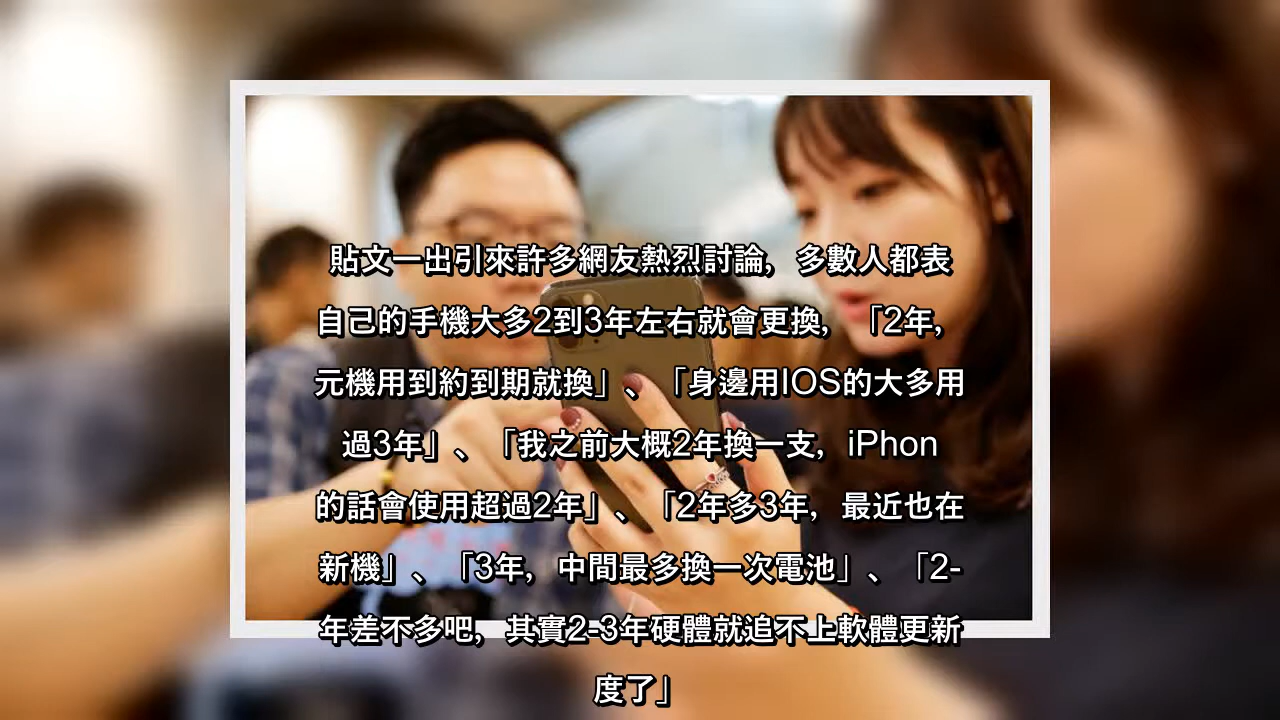 貼文一出引來許多網友熱烈討論，多數人都表
自己的手機大多2到3年左右就會更換，「2年，
元機用到約到期就換」、「身邊用IOS的大多用
過3年」、「我之前大概2年換一支，iPhon
的話會使用超過2年」、「2年多3年，最近也在
新機」、「3年，中間最多換一次電池」、「2-
年差不多吧，其實2-3年硬體就追不上軟體更新
度了」